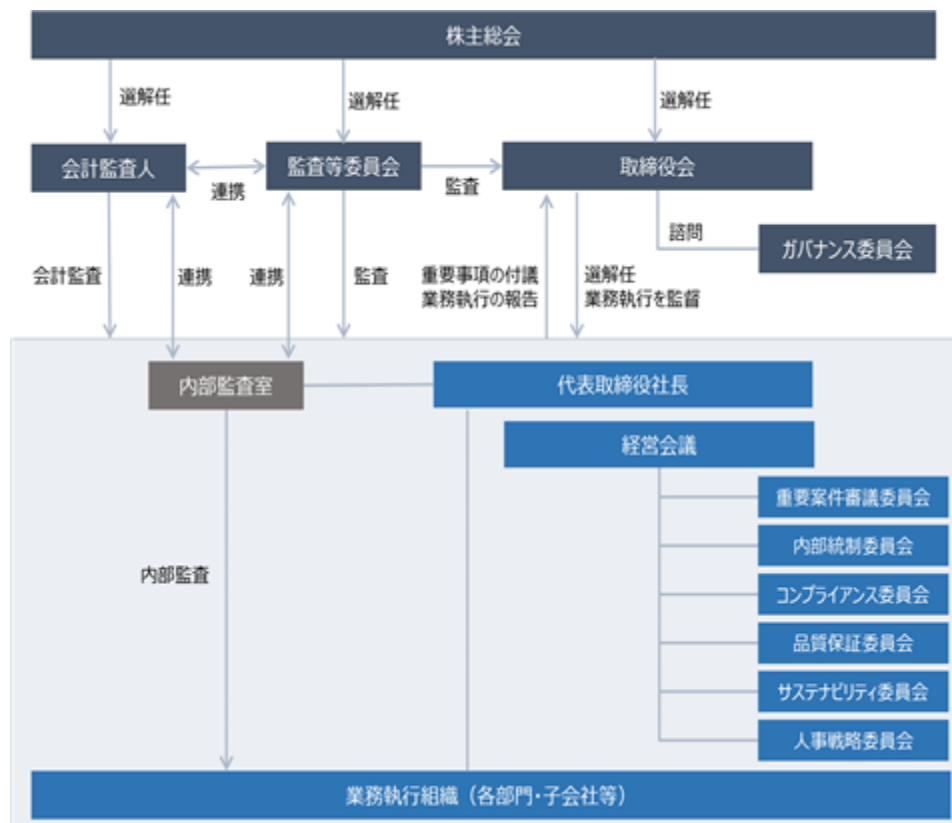 株主総会
選解任
選解任
選解任
会計監査人
監査等委員会
取締役会
連携
監査
諮問
ガバナンス委員会
会計監査
連携
連携
監査
重要事項の付議
業務執行の報告
選解任
業務執行を監督
内部監査室
代表取締役社長
経営会議
重要案件審議委員会
内部統制委員会
コンプライアンス委員会
品質保証委員会
サステナビリティ委員会
人事戦略委員会
内部監査
業務執行組織（各部門・子会社等）